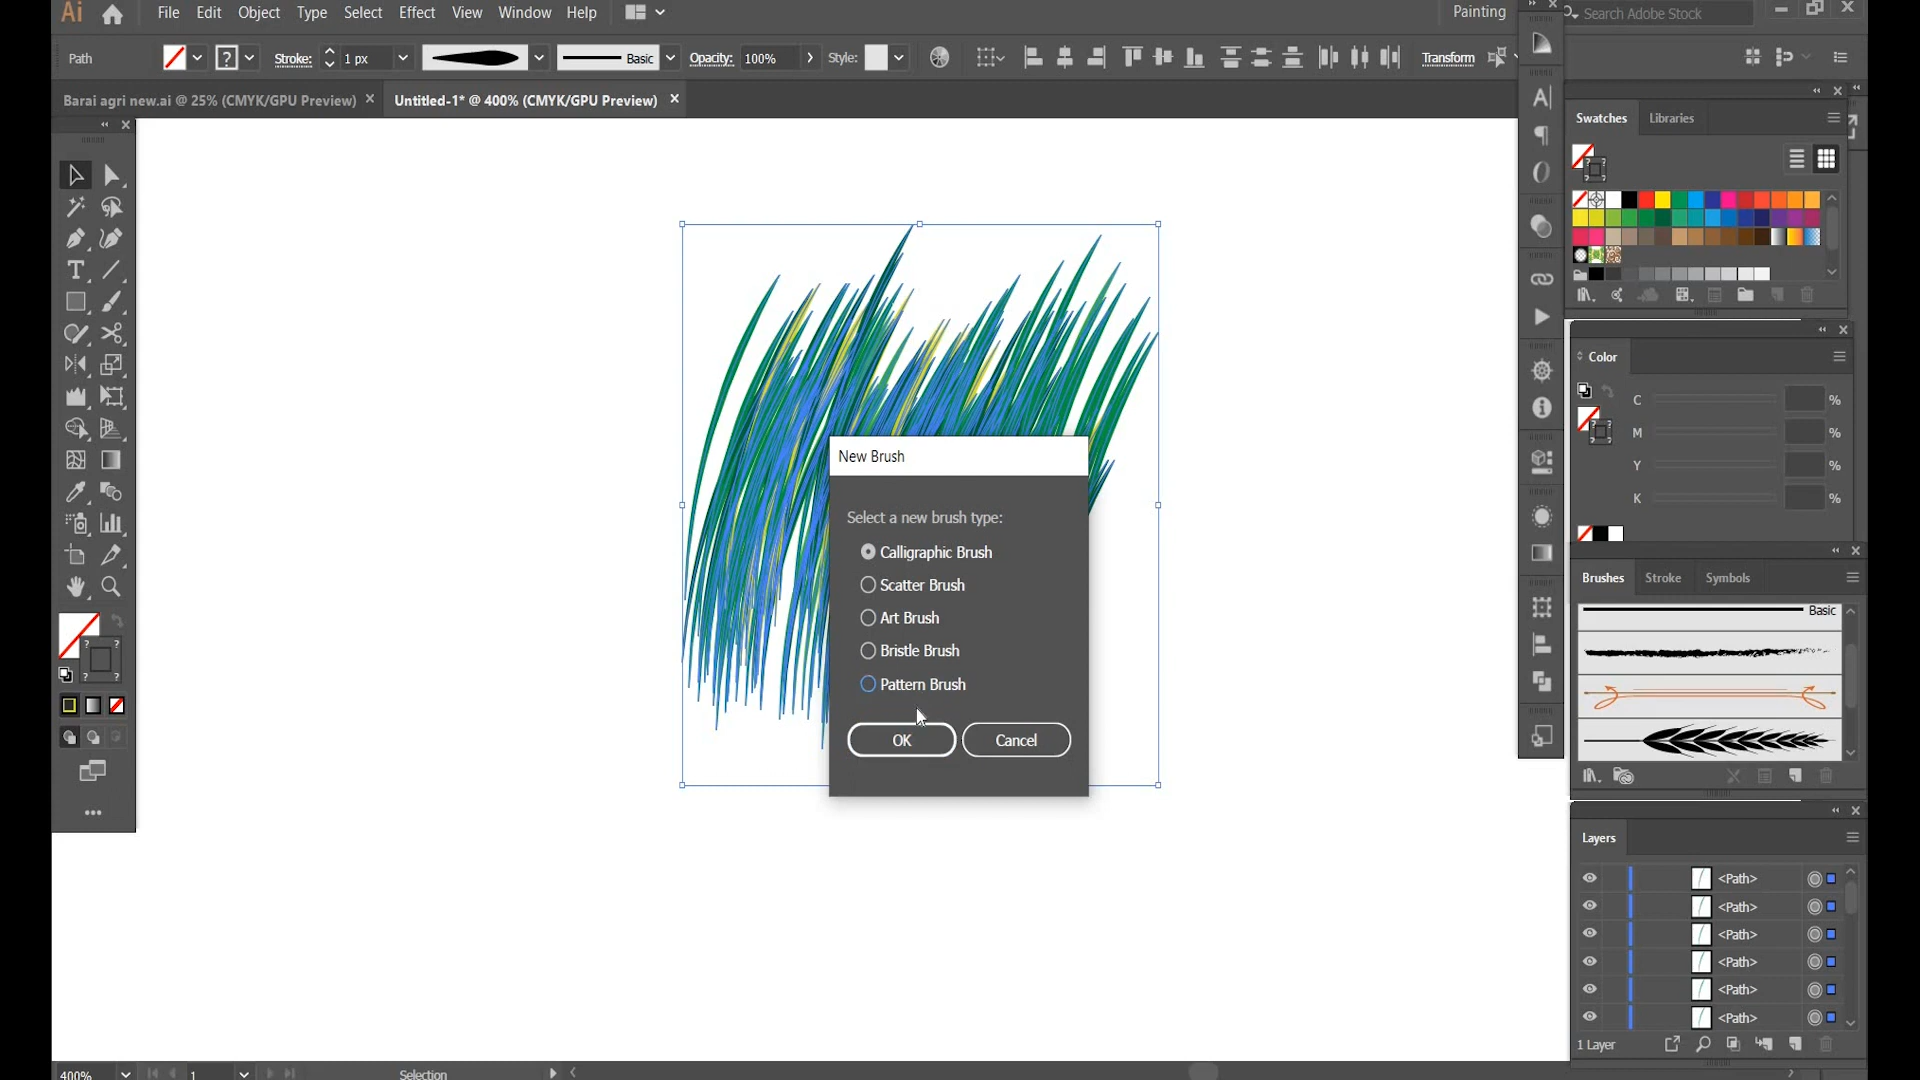 Ai File Edit Object Type Select Effect View Window Help Painting Search Adobe Stock
Path ? Stroke: 1 px Basic Opacity: 100% Style: Transform
Barai agri new.ai @ 25% (CMYK/GPU Preview) × Untitled-1* @ 400% (CMYK/GPU Preview) ×
Swatches Libraries
Color
C %
M %
Y %
K %
New Brush
Select a new brush type:
Calligraphic Brush
Scatter Brush
Art Brush
Bristle Brush
Pattern Brush
OK Cancel
Brushes Stroke Symbols
Basic
Layers
<Path>
<Path>
<Path>
<Path>
<Path>
<Path>
1 Layer
400% 1 Selection